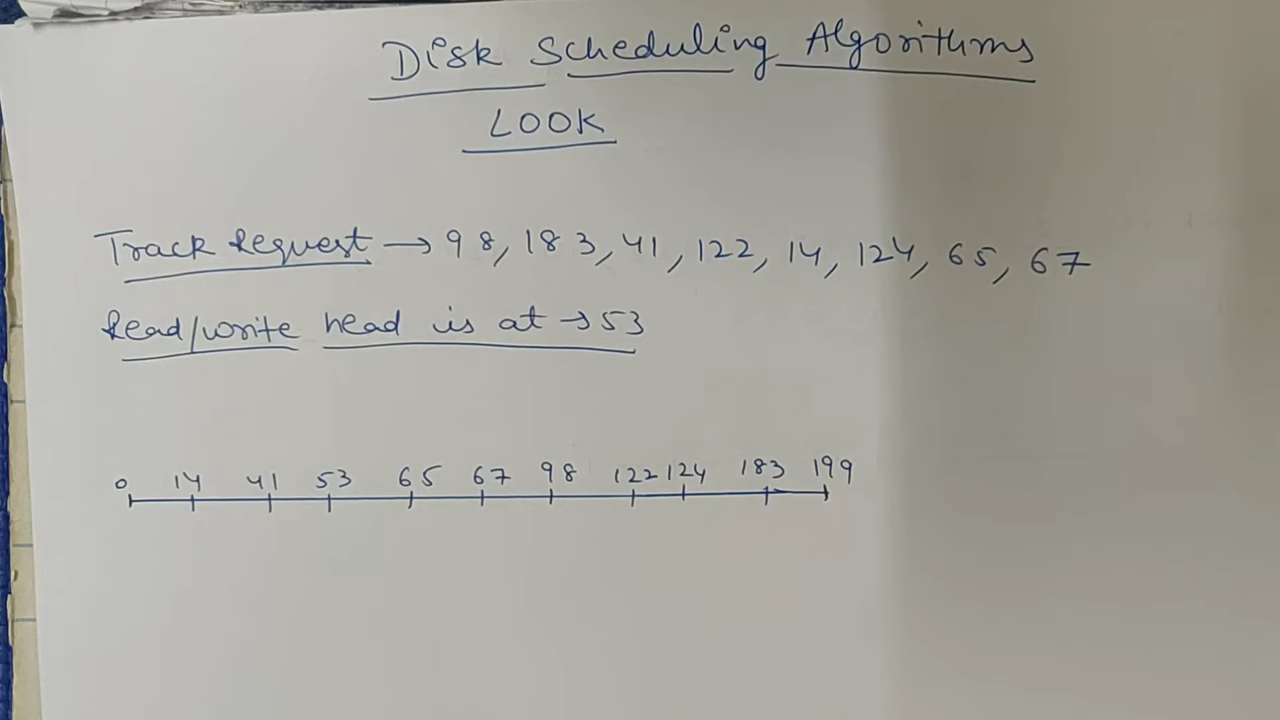 Disk Scheduling Algorithms
LOOK
Track Request → 98, 183, 41, 122, 14, 124, 65, 67
Read/write head is at → 53
0 14 41 53 65 67 98 122 124 183 199